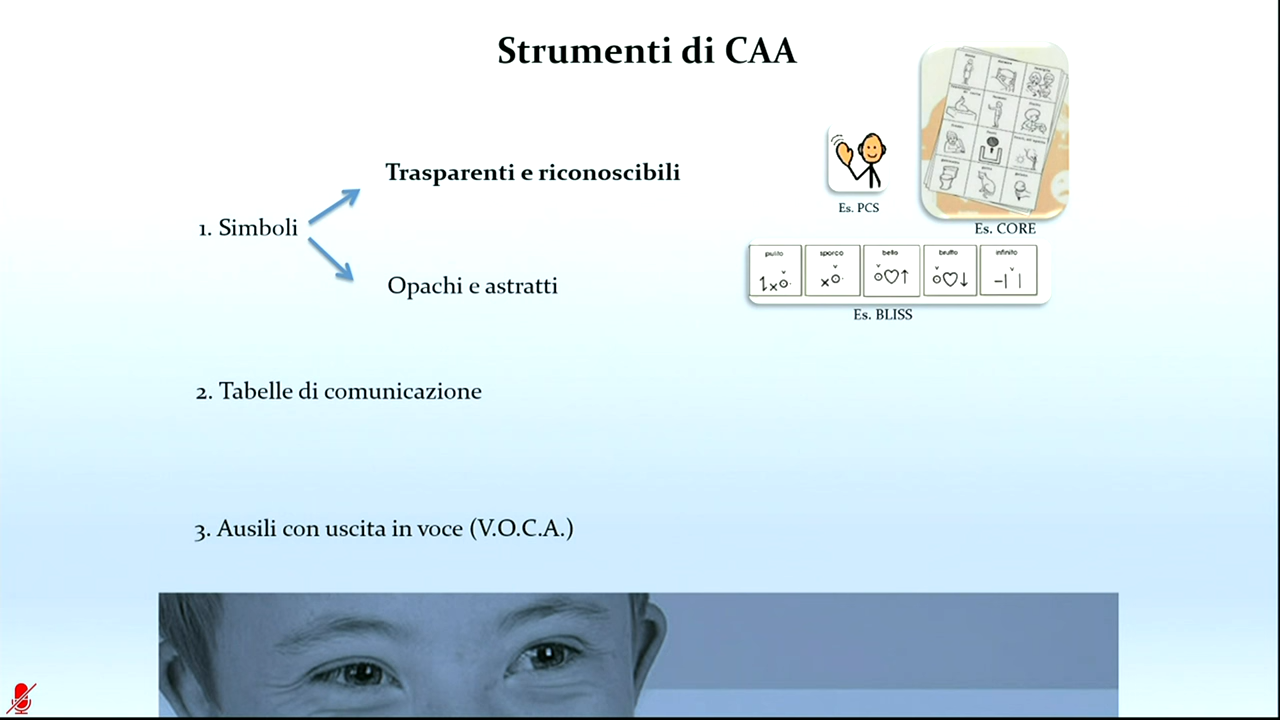 Strumenti di CAA
Trasparenti e riconoscibili
1. Simboli
Opachi e astratti
Es. PCS
Es. CORE
pulito
sporco
bello
brutto
infinito
Es. BLISS
2. Tabelle di comunicazione
3. Ausili con uscita in voce (V.O.C.A.)